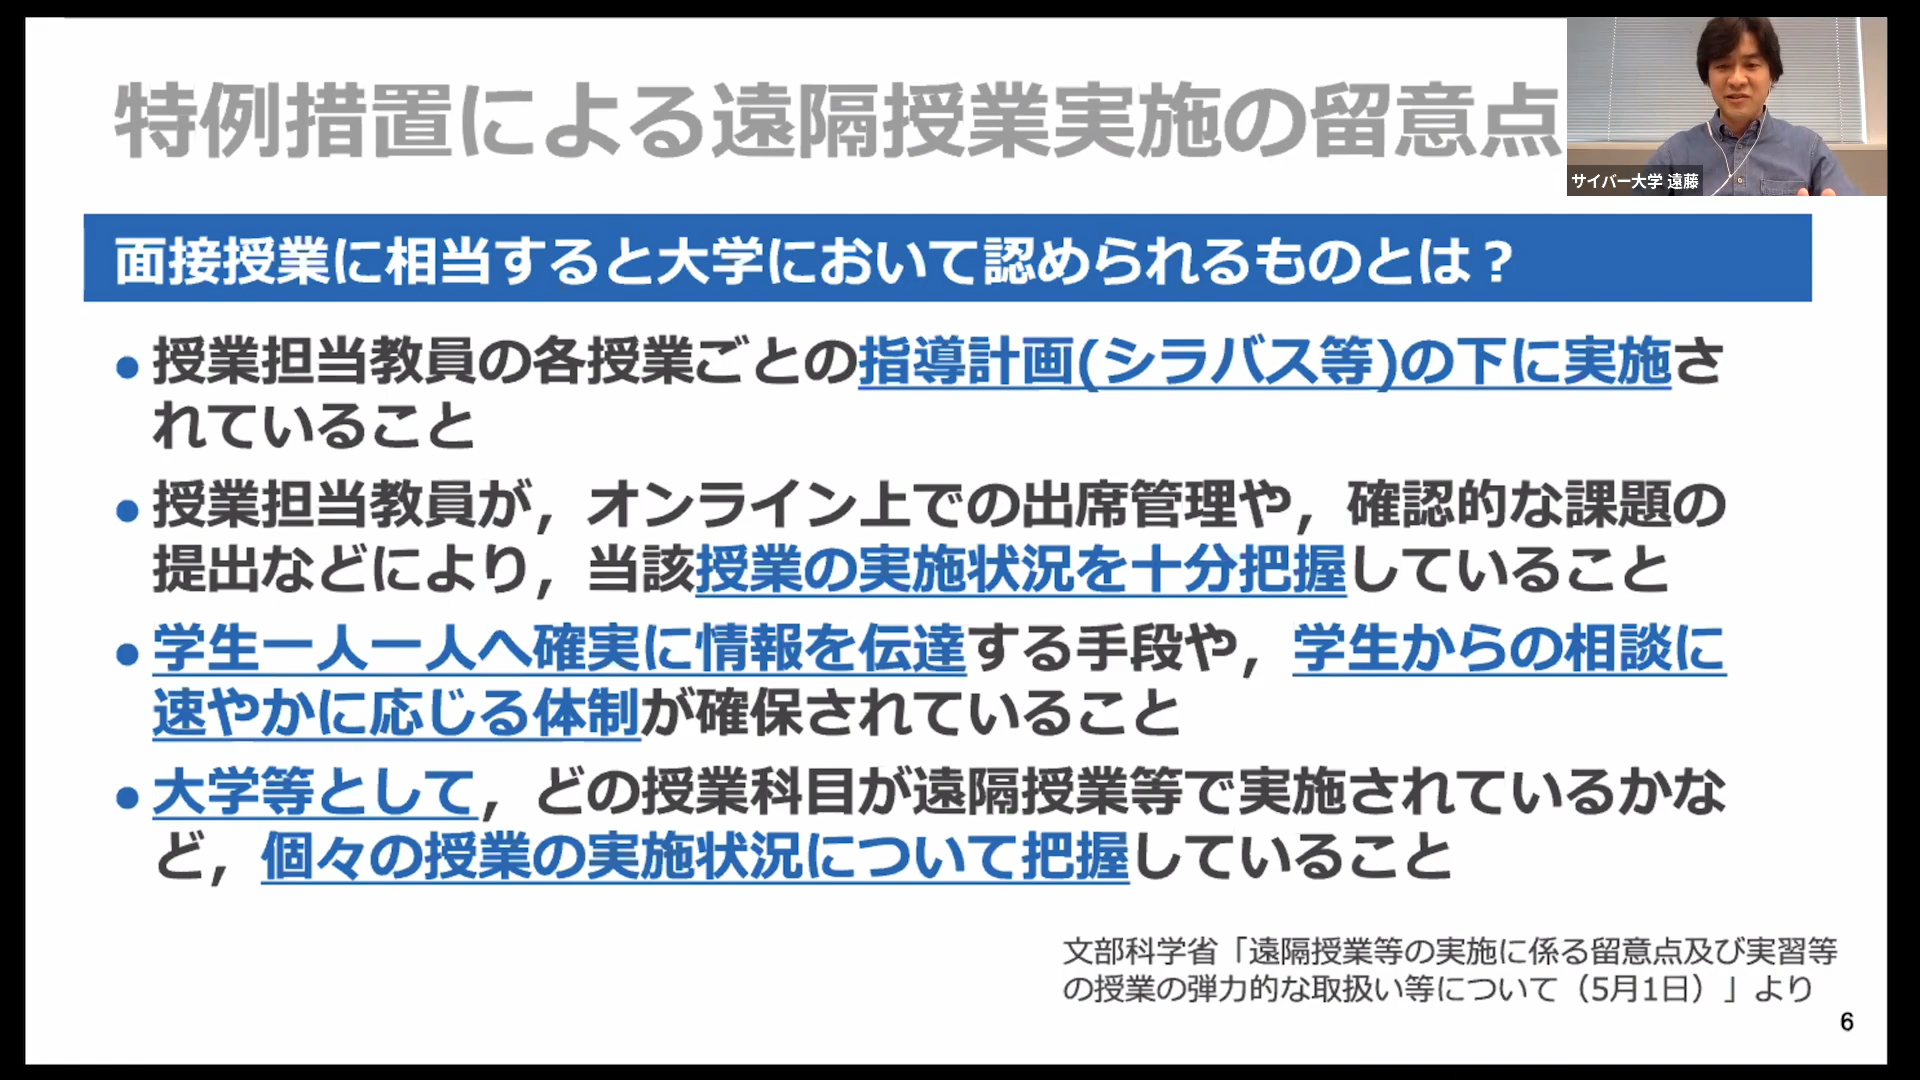 特例措置による遠隔授業実施の留意点
サイバー大学 遠藤
面接授業に相当すると大学において認められるものとは？
•授業担当教員の各授業ごとの指導計画(シラバス等)の下に実施さ
れていること
•授業担当教員が，オンライン上での出席管理や，確認的な課題の
提出などにより，当該授業の実施状況を十分把握していること
•学生一人一人へ確実に情報を伝達する手段や，学生からの相談に
速やかに応じる体制が確保されていること
•大学等として，どの授業科目が遠隔授業等で実施されているかな
ど，個々の授業の実施状況について把握していること
文部科学省「遠隔授業等の実施に係る留意点及び実習等
の授業の弾力的な取扱い等について（5月1日）」より
6